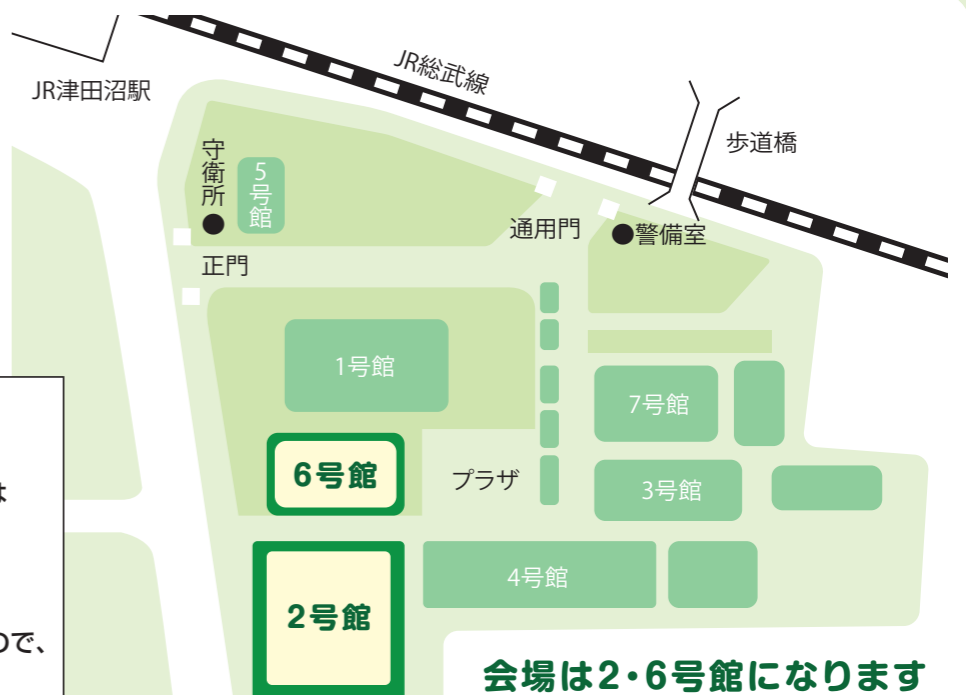 JR総武線
JR津田沼駅
歩道橋
守衛所
5号館
通用門
警備室
正門
1号館
7号館
6号館
プラザ
3号館
は
4号館
2号館
ので、
会場は2・6号館になります